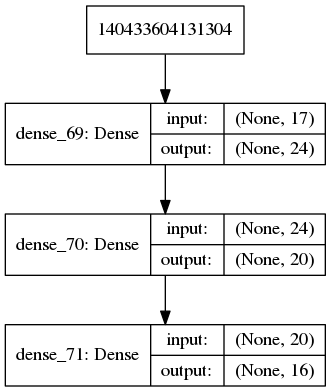 140433604131304
dense_69: Dense
input: (None, 17)
output: (None, 24)
dense_70: Dense
input: (None, 24)
output: (None, 20)
dense_71: Dense
input: (None, 20)
output: (None, 16)